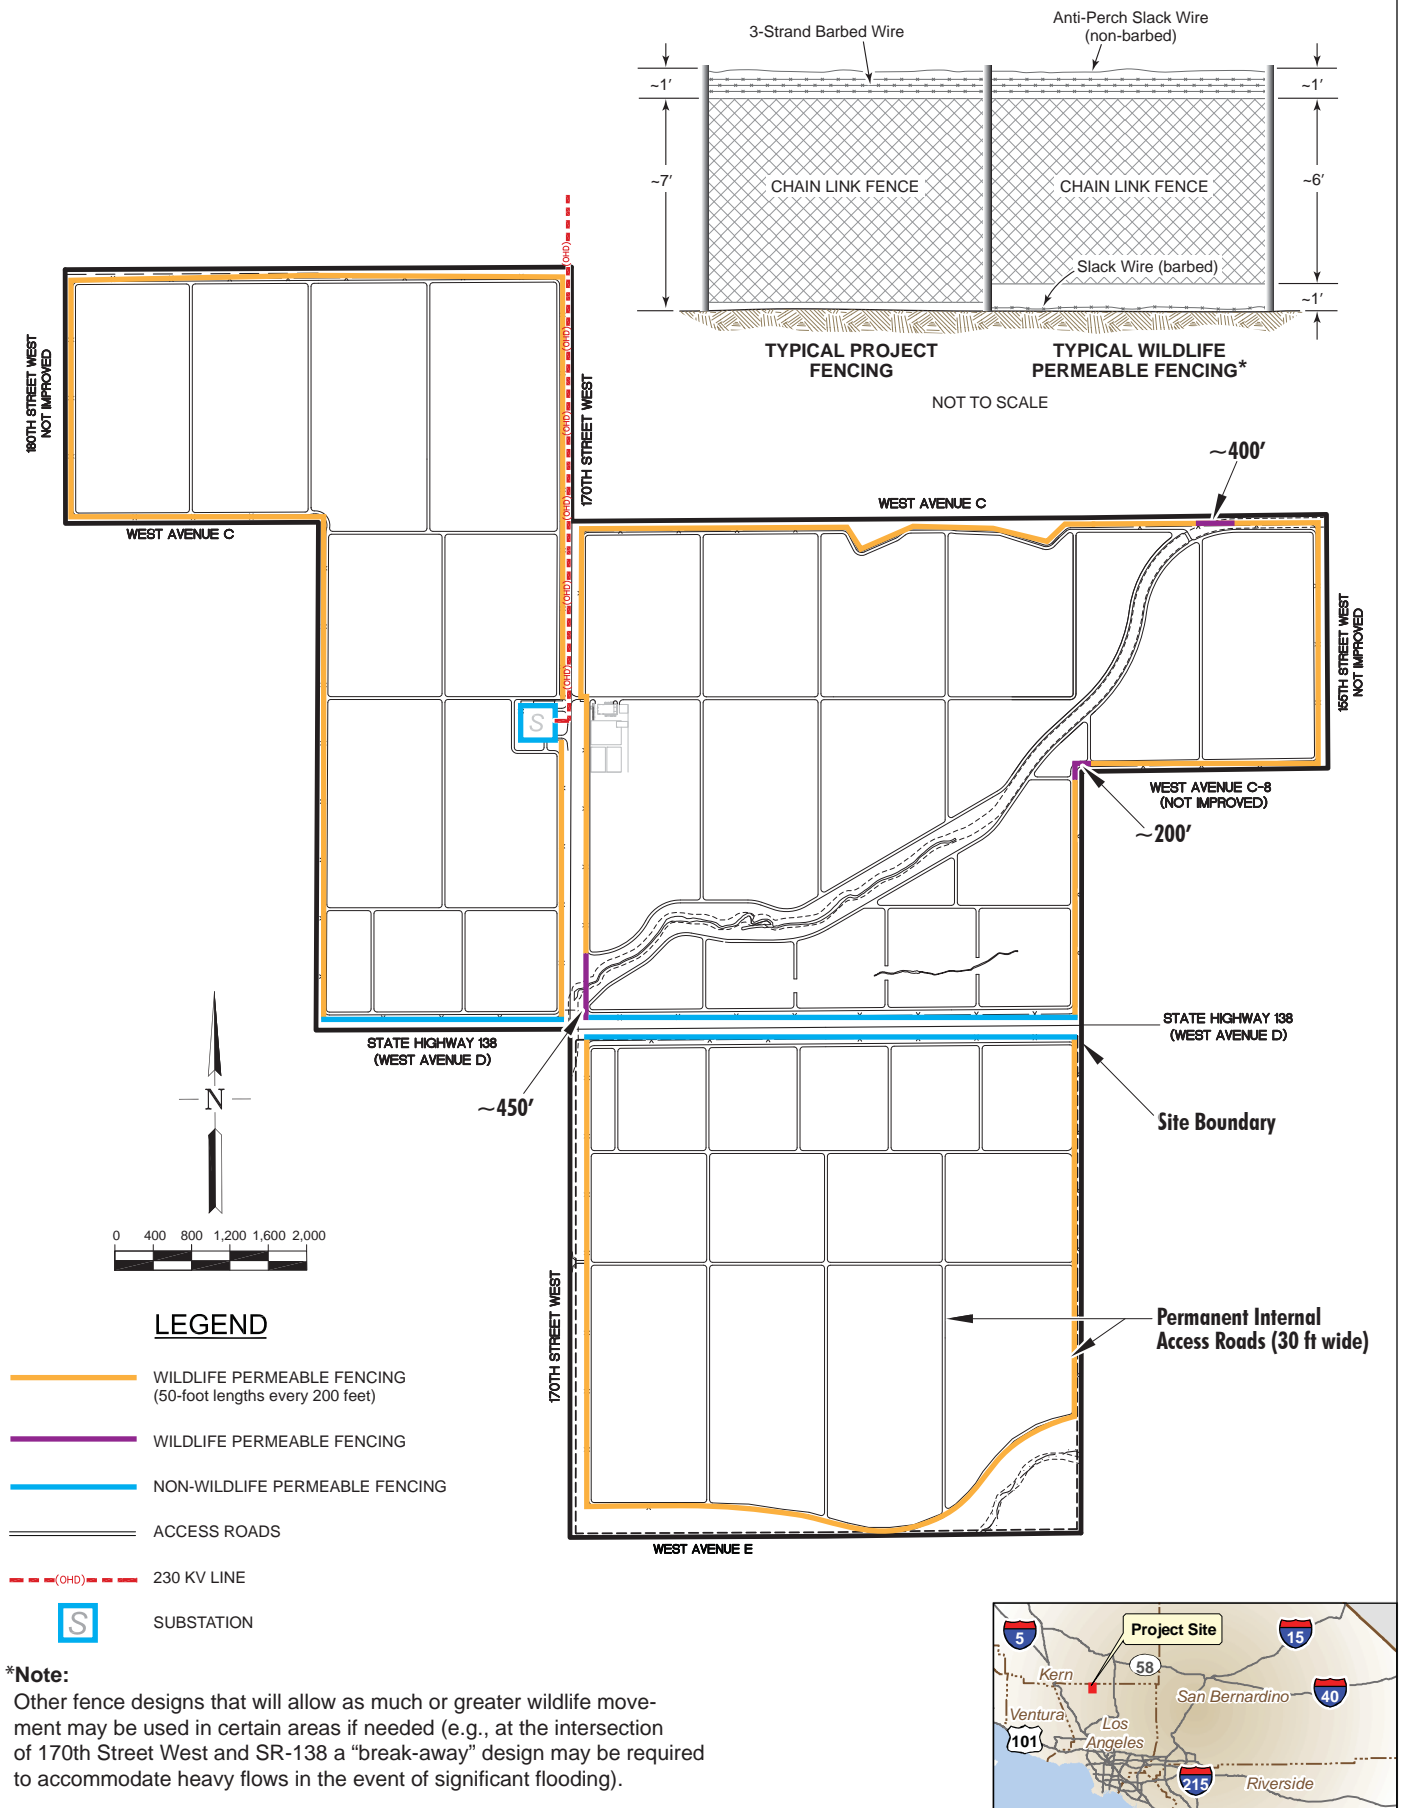 3-Strand Barbed Wire
Anti-Perch Slack Wire
(non-barbed)
~1'
~1'
~7'
CHAIN LINK FENCE
CHAIN LINK FENCE
~6'
Slack Wire (barbed)
~1'
TYPICAL PROJECT
FENCING
TYPICAL WILDLIFE
PERMEABLE FENCING*
NOT TO SCALE
(OHD)
(OHD)
(OHD)
(OHD)
(OHD)
(OHD)
180TH STREET WEST
NOT IMPROVED
170TH STREET WEST
WEST AVENUE C
WEST AVENUE C
~400'
155TH STREET WEST
NOT IMPROVED
S
WEST AVENUE C-8
(NOT IMPROVED)
~200'
STATE HIGHWAY 138
(WEST AVENUE D)
STATE HIGHWAY 138
(WEST AVENUE D)
~450'
Site Boundary
N
0 400 800 1,200 1,600 2,000
170TH STREET WEST
Permanent Internal
Access Roads (30 ft wide)
WEST AVENUE E
LEGEND
WILDLIFE PERMEABLE FENCING
(50-foot lengths every 200 feet)
WILDLIFE PERMEABLE FENCING
NON-WILDLIFE PERMEABLE FENCING
ACCESS ROADS
(OHD)
230 KV LINE
S
SUBSTATION
*Note:
Other fence designs that will allow as much or greater wildlife move-
ment may be used in certain areas if needed (e.g., at the intersection
of 170th Street West and SR-138 a “break-away” design may be required
to accommodate heavy flows in the event of significant flooding).
Project Site
5
15
58
Kern
San Bernardino
40
Ventura
Los
Angeles
101
215
Riverside